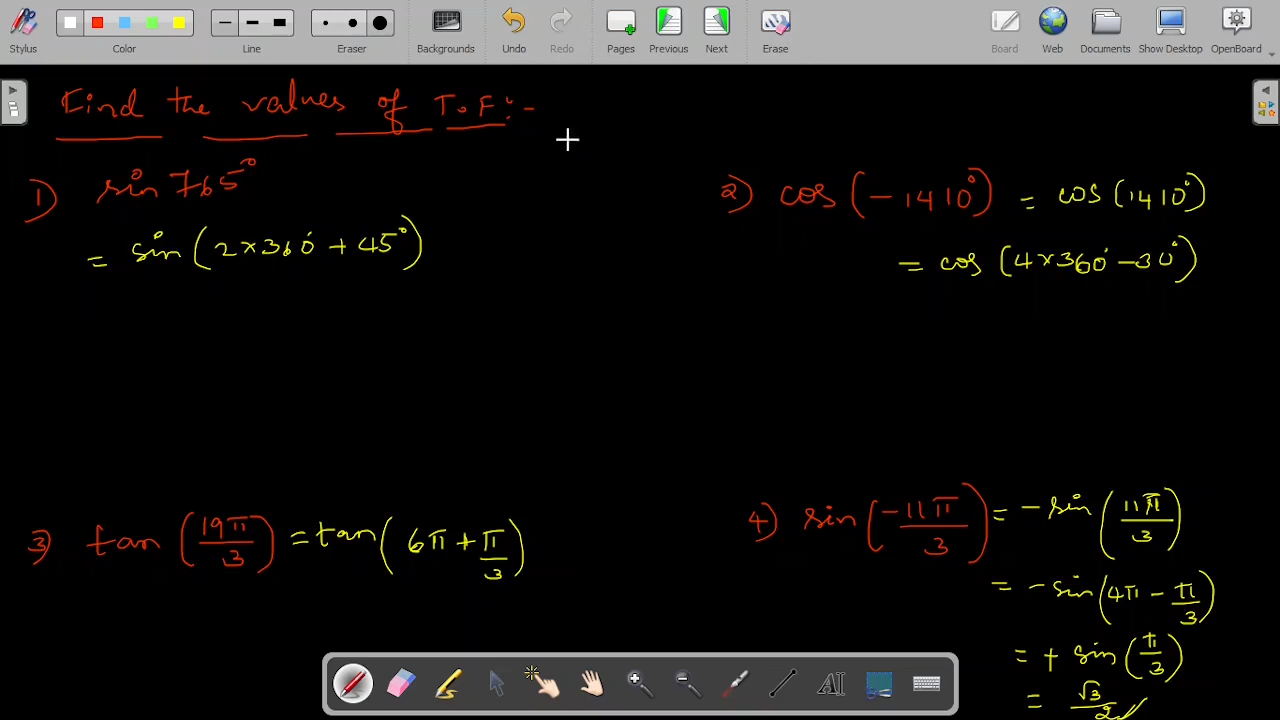 Stylus Color Line Eraser Backgrounds Undo Redo Pages Previous Next Erase Board Web Documents Show Desktop OpenBoard
Find the values of T.F:-
1) sin 765°
= sin (2×360° + 45°)
2) cos (-1410°) = cos (1410°)
= cos (4×360° -30°)
3) tan (19π/3) = tan (6π + π/3)
4) sin (-11π/3) = - sin (11π/3)
= - sin (4π - π/3)
= + sin (π/3)
= √3/2